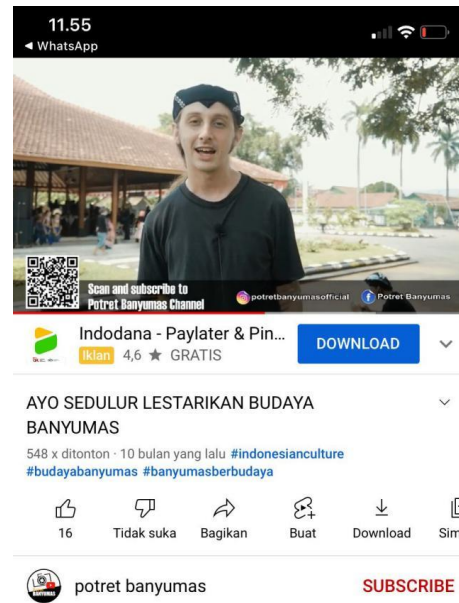 11.55
◄ WhatsApp
Scan and subscribe to
Potret Banyumas Channel
potretbanyumasofficial
Potret Banyumas
Indodana - Paylater & Pin...
Iklan 4,6 ★ GRATIS
DOWNLOAD
AYO SEDULUR LESTARIKAN BUDAYA
BANYUMAS
548 x ditonton · 10 bulan yang lalu #indonesianculture
#budayabanyumas #banyumasberbudaya
16
Tidak suka
Bagikan
Buat
Download
Sim
potret banyumas
SUBSCRIBE